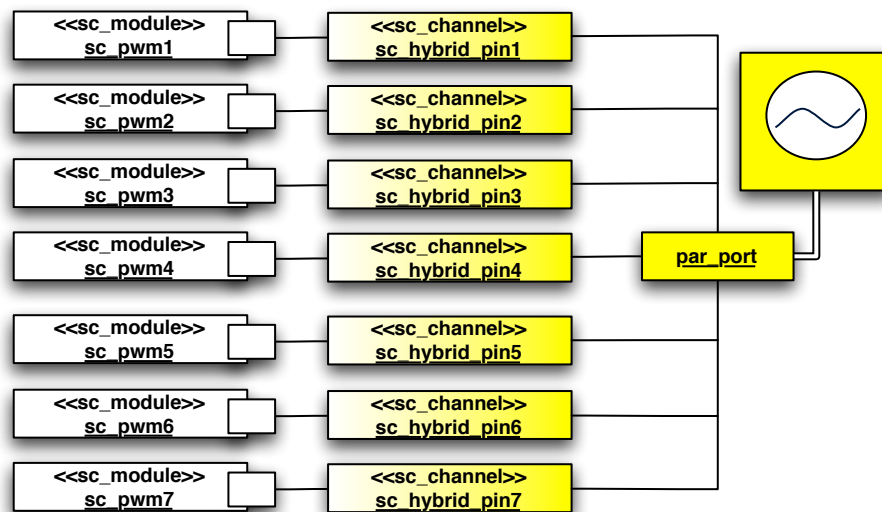 <<sc_module>>
sc_pwm1
<<sc_channel>>
sc_hybrid_pin1
<<sc_module>>
sc_pwm2
<<sc_channel>>
sc_hybrid_pin2
<<sc_module>>
sc_pwm3
<<sc_channel>>
sc_hybrid_pin3
<<sc_module>>
sc_pwm4
<<sc_channel>>
sc_hybrid_pin4
par_port
<<sc_module>>
sc_pwm5
<<sc_channel>>
sc_hybrid_pin5
<<sc_module>>
sc_pwm6
<<sc_channel>>
sc_hybrid_pin6
<<sc_module>>
sc_pwm7
<<sc_channel>>
sc_hybrid_pin7